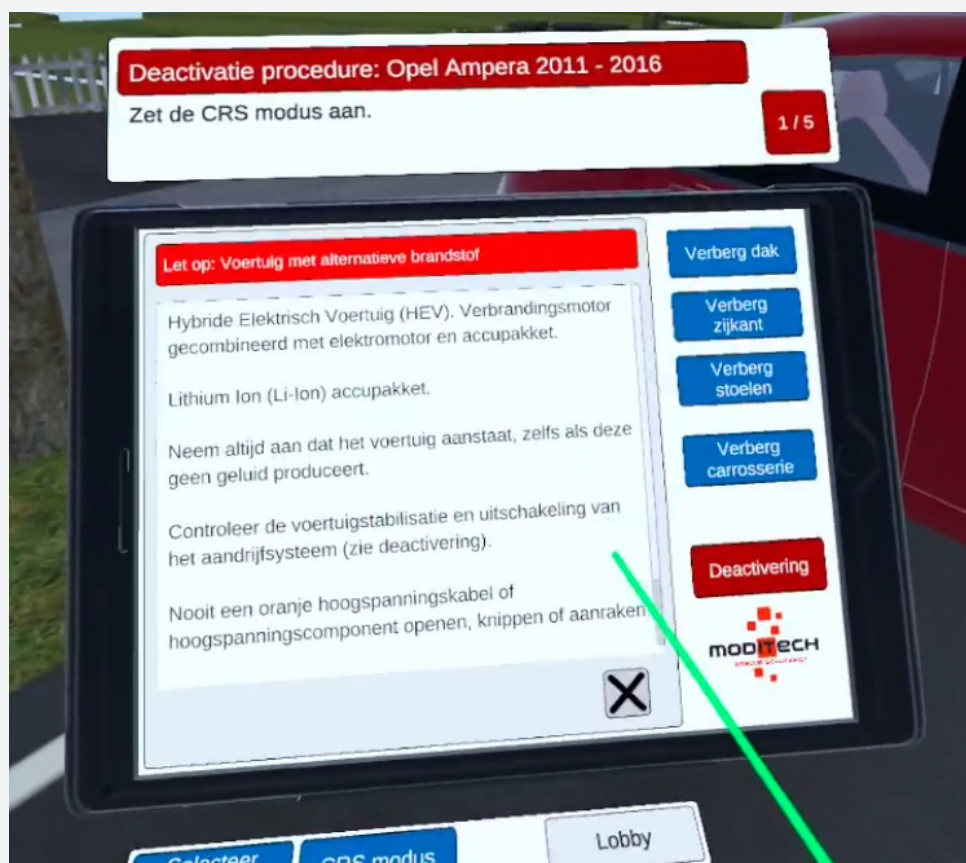 Deactivatie procedure: Opel Ampera 2011 - 2016
Zet de CRS modus aan.
1 / 5
Let op: Voertuig met alternatieve brandstof
Hybride Elektrisch Voertuig (HEV). Verbrandingsmotor
gecombineerd met elektromotor en accupakket.
Lithium Ion (Li-Ion) accupakket.
Neem altijd aan dat het voertuig aanstaat, zelfs als deze
geen geluid produceert.
Controleer de voertuigstabilisatie en uitschakeling van
het aandrijfsysteem (zie deactivering).
Nooit een oranje hoogspanningskabel of
hoogspanningscomponent openen, knippen of aanraken
Verberg dak
Verberg
zijkant
Verberg
stoelen
Verberg
carrosserie
Deactivering
MODITECH
Selecteer
CRS modus
Lobby